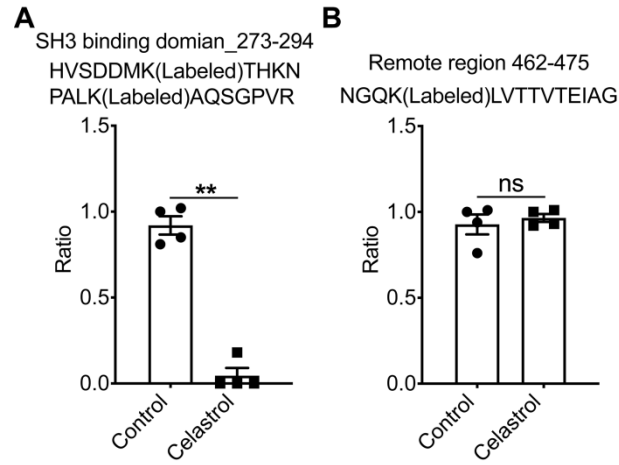 A
SH3 binding domian_273-294
HVSDDMK(Labeled)THKN
PALK(Labeled)AQSGPVR
1.5
1.0
0.5
0.0
Ratio
**
Control
Celastrol
B
Remote region 462-475
NGQK(Labeled)LVTTVTEIAG
1.5
1.0
0.5
0.0
Ratio
ns
Control
Celastrol